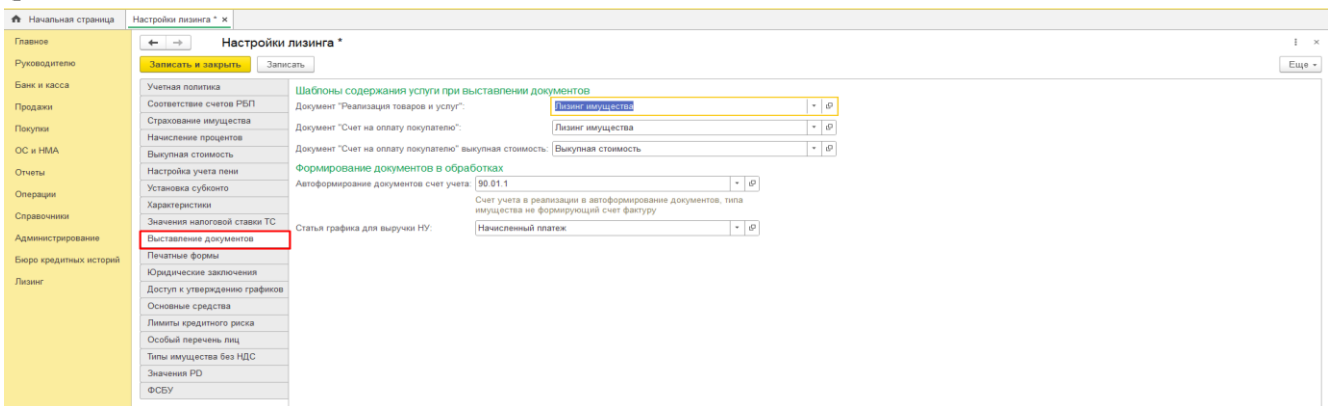 Начальная страница
Настройки лизинга * ×
Главное
Руководителю
Банк и касса
Продажи
Покупки
ОС и НМА
Отчеты
Операции
Справочники
Администрирование
Бюро кредитных историй
Лизинг
Настройки лизинга *
Записать и закрыть
Записать
Еще
Учетная политика
Соответствие счетов РБП
Страхование имущества
Начисление процентов
Выкупная стоимость
Настройка учета пени
Установка субконто
Характеристики
Значения налоговой ставки ТС
Выставление документов
Печатные формы
Юридические заключения
Доступ к утверждению графиков
Основные средства
Лимиты кредитного риска
Особый перечень лиц
Типы имущества без НДС
Значения PD
ФСБУ
Шаблоны содержания услуги при выставлении документов
Документ "Реализация товаров и услуг": Лизинг имущества
Документ "Счет на оплату покупателю": Лизинг имущества
Документ "Счет на оплату покупателю" выкупная стоимость: Выкупная стоимость
Формирование документов в обработках
Автоформироание документов счет учета: 90.01.1
Счет учета в реализации в автоформирование документов, типа
имущества не формирующий счет фактуру
Статья графика для выручки НУ: Начисленный платеж